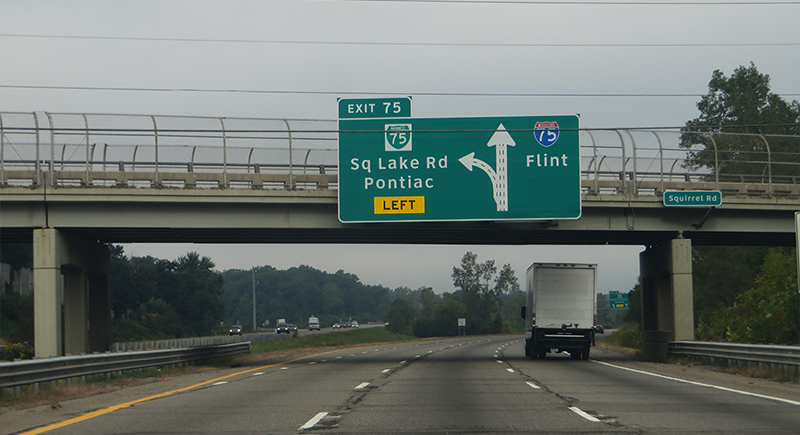 EXIT 75
75
Sq Lake Rd
Pontiac
LEFT
75
Flint
Squirrel Rd